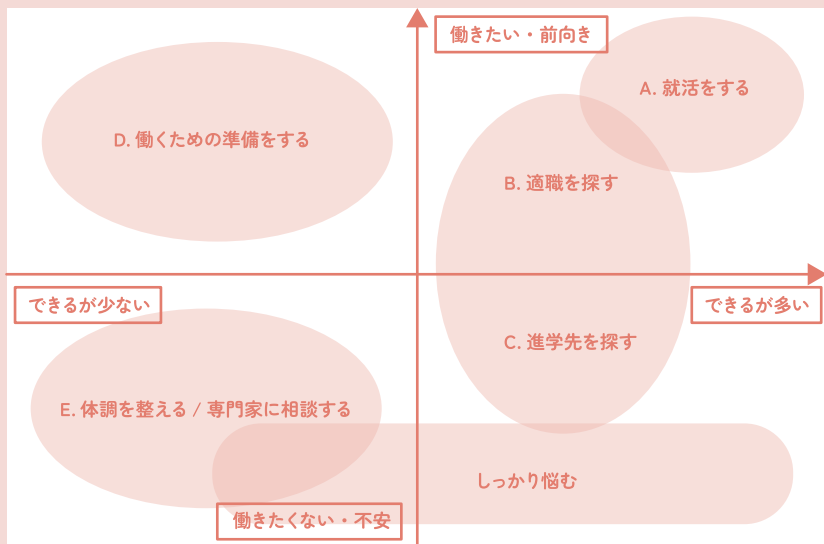 働きたい・前向き
A. 就活をする
D. 働くための準備をする
B. 適職を探す
できるが少ない
できるが多い
C. 進学先を探す
E. 体調を整える / 専門家に相談する
しっかり悩む
働きたくない・不安